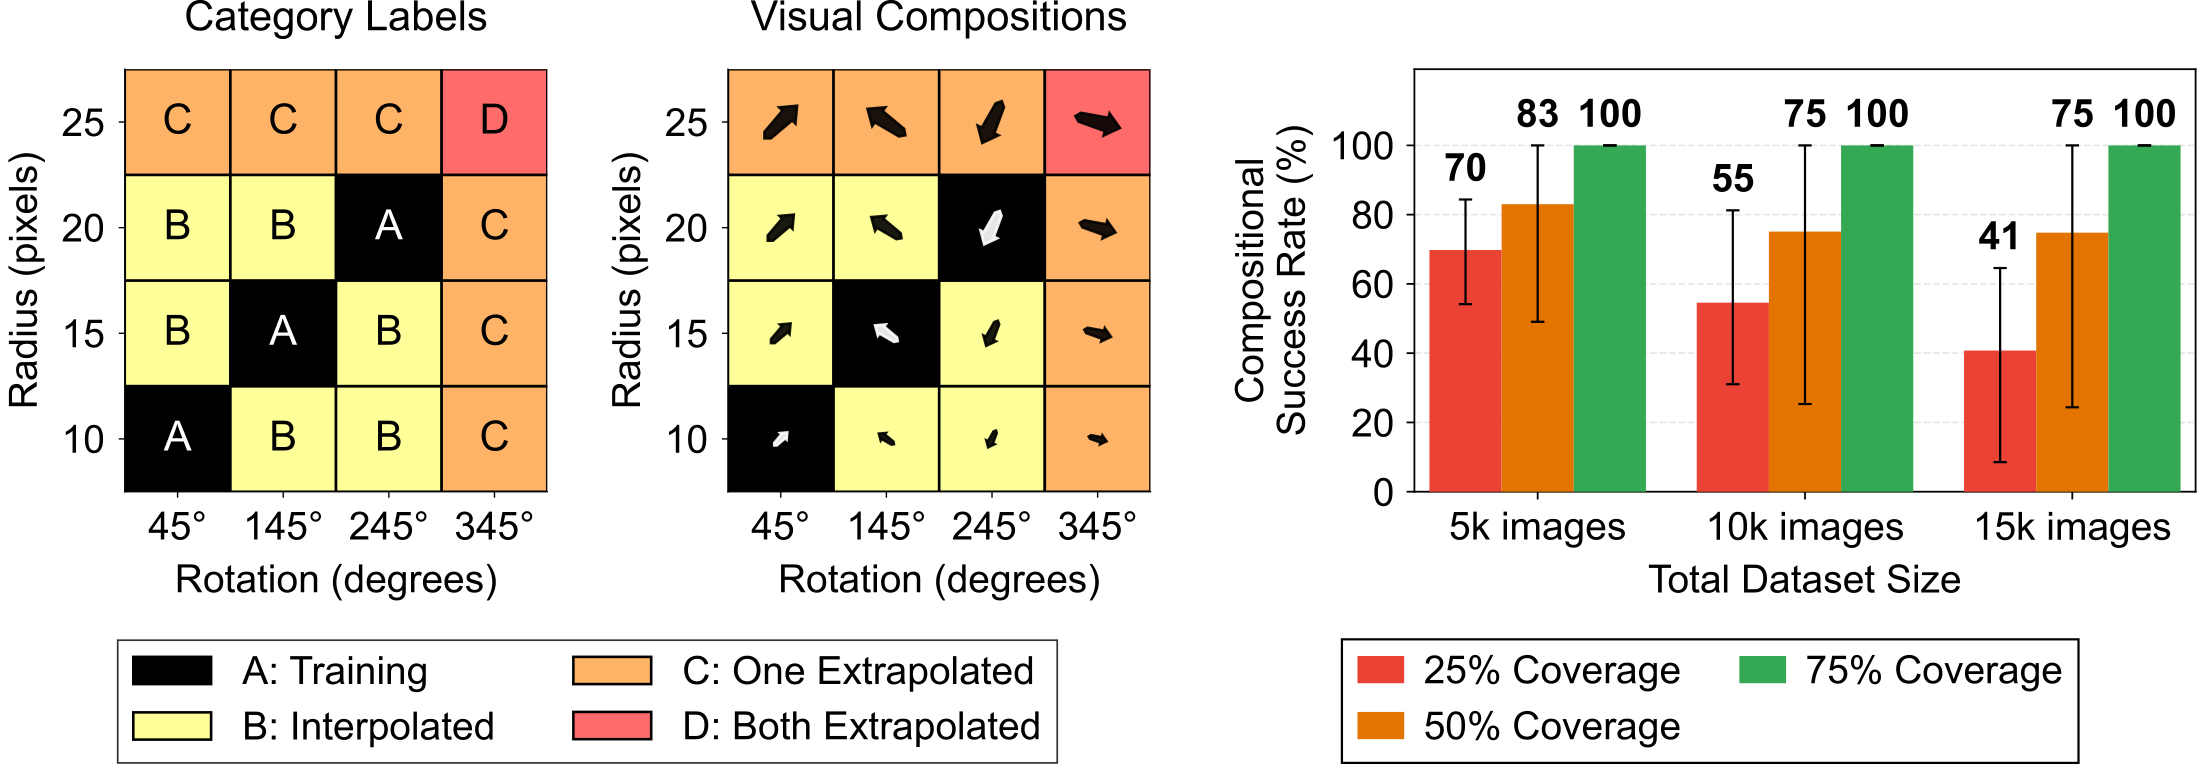 Category Labels
Radius (pixels)
25
20
15
10
C C C D
B B A C
B A B C
A B B C
45° 145° 245° 345°
Rotation (degrees)
Visual Compositions
Radius (pixels)
25
20
15
10
45° 145° 245° 345°
Rotation (degrees)
A: Training
B: Interpolated
C: One Extrapolated
D: Both Extrapolated
Compositional
Success Rate (%)
100
80
60
40
20
0
70 83 100
55 75 100
41 75 100
5k images 10k images 15k images
Total Dataset Size
25% Coverage
50% Coverage
75% Coverage